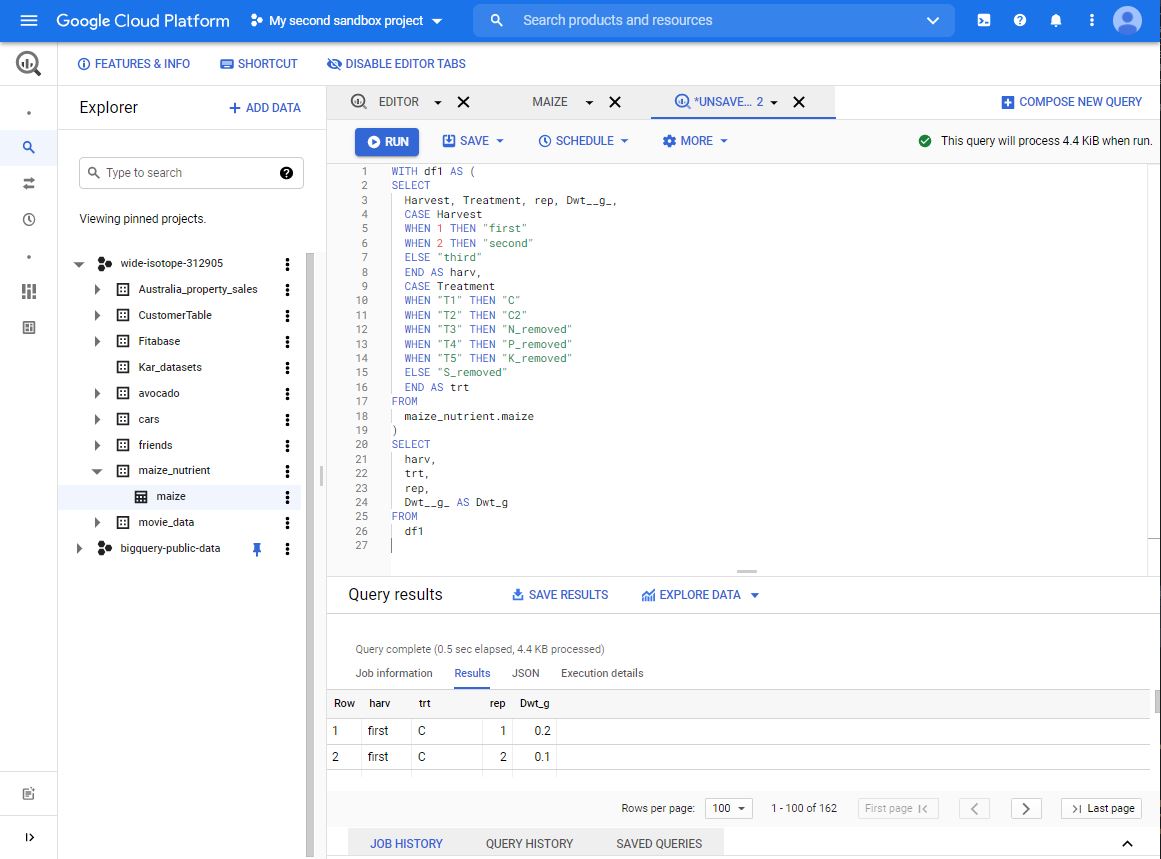 Google Cloud Platform My second sandbox project Search products and resources
FEATURES & INFO SHORTCUT DISABLE EDITOR TABS
Explorer + ADD DATA
Type to search
Viewing pinned projects.
wide-isotope-312905
Australia_property_sales
CustomerTable
Fitabase
Kar_datasets
avocado
cars
friends
maize_nutrient
maize
movie_data
bigquery-public-data
EDITOR MAIZE *UNSAVE... 2 COMPOSE NEW QUERY
RUN SAVE SCHEDULE MORE This query will process 4.4 KiB when run.
1 WITH df1 AS (
2 SELECT
3 Harvest, Treatment, rep, Dwt__g_,
4 CASE Harvest
5 WHEN 1 THEN "first"
6 WHEN 2 THEN "second"
7 ELSE "third"
8 END AS harv,
9 CASE Treatment
10 WHEN "T1" THEN "C"
11 WHEN "T2" THEN "C2"
12 WHEN "T3" THEN "N_removed"
13 WHEN "T4" THEN "P_removed"
14 WHEN "T5" THEN "K_removed"
15 ELSE "S_removed"
16 END AS trt
17 FROM
18 maize_nutrient.maize
19 )
20 SELECT
21 harv,
22 trt,
23 rep,
24 Dwt__g_ AS Dwt_g
25 FROM
26 df1
27
Query results SAVE RESULTS EXPLORE DATA
Query complete (0.5 sec elapsed, 4.4 KB processed)
Job information Results JSON Execution details
Row harv trt rep Dwt_g
1 first C 1 0.2
2 first C 2 0.1
Rows per page: 100 1 - 100 of 162 First page Last page
JOB HISTORY QUERY HISTORY SAVED QUERIES